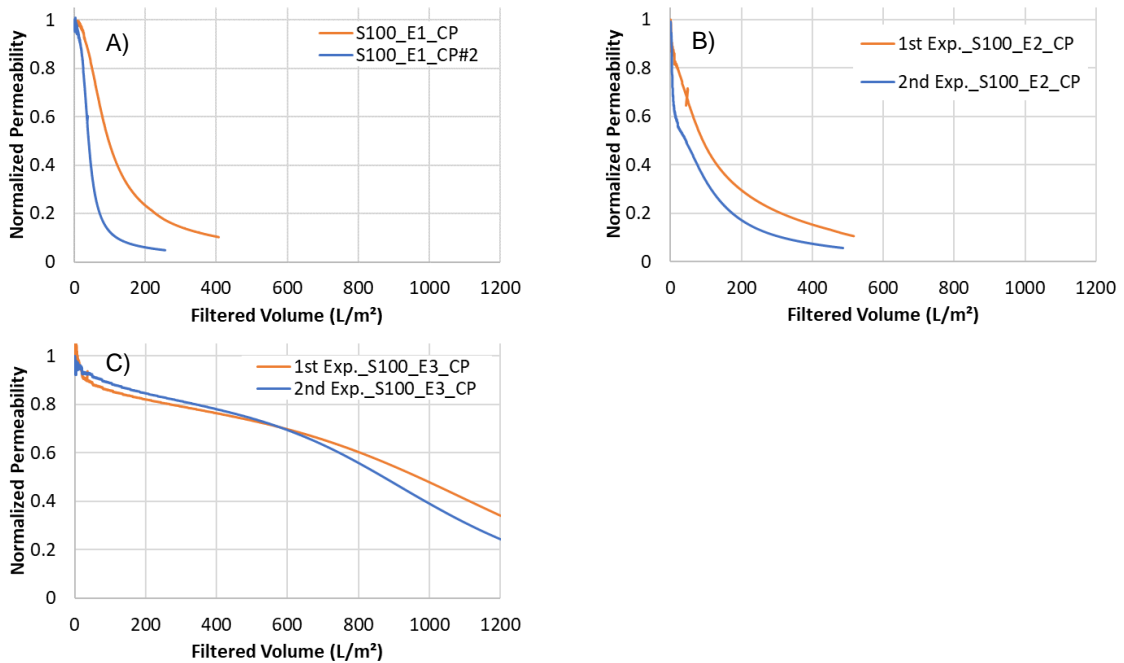 A)
S100_E1_CP
S100_E1_CP#2
Normalized Permeability
1
0.8
0.6
0.4
0.2
0
0 200 400 600 800 1000 1200
Filtered Volume (L/m²)
B)
1st Exp._S100_E2_CP
2nd Exp._S100_E2_CP
Normalized Permeability
1
0.8
0.6
0.4
0.2
0
0 200 400 600 800 1000 1200
Filtered Volume (L/m²)
C)
1st Exp._S100_E3_CP
2nd Exp._S100_E3_CP
Normalized Permeability
1
0.8
0.6
0.4
0.2
0
0 200 400 600 800 1000 1200
Filtered Volume (L/m²)